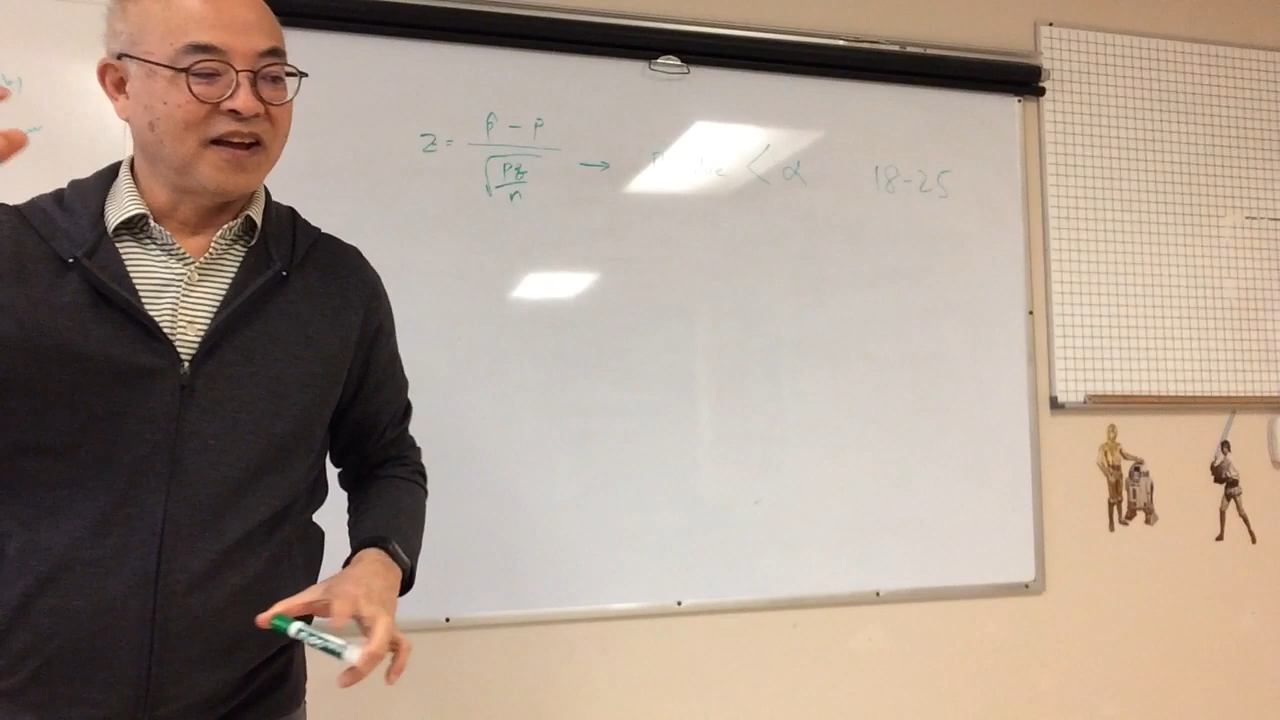 z = p̂ - p / √(pq/n) → < α 18-25